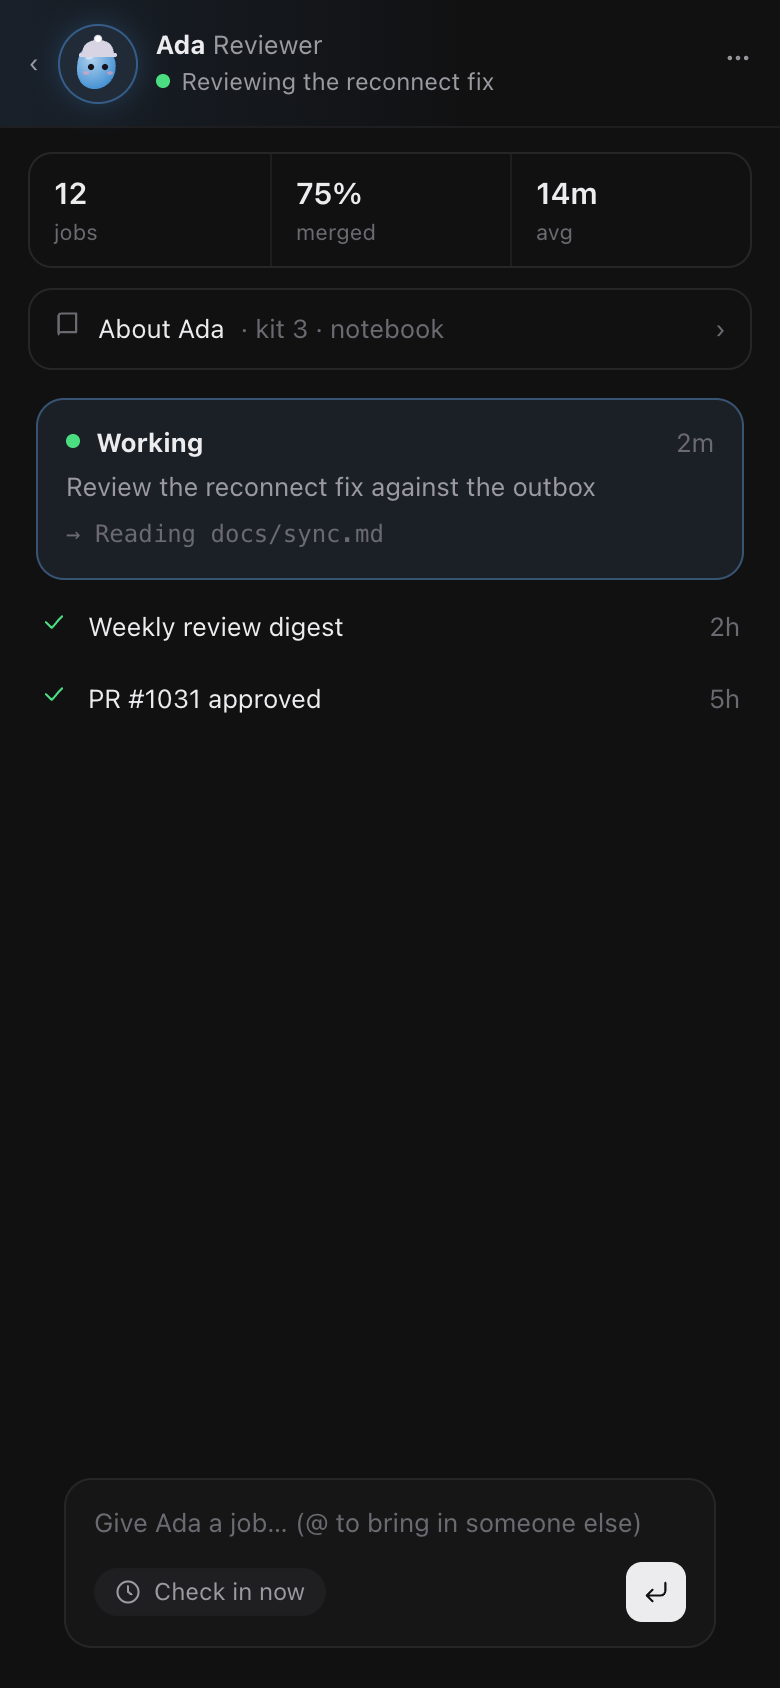 Ada Reviewer
Reviewing the reconnect fix
12
jobs
75%
merged
14m
avg
About Ada · kit 3 · notebook
Working 2m
Review the reconnect fix against the outbox
→ Reading docs/sync.md
Weekly review digest 2h
PR #1031 approved 5h
Give Ada a job... (@ to bring in someone else)
Check in now